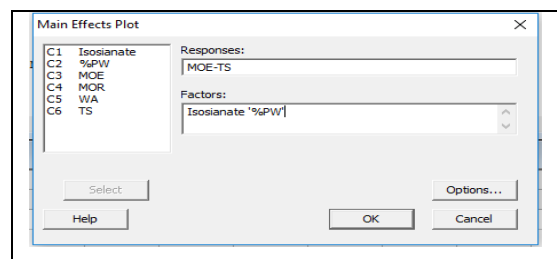 Main Effects Plot
C1 Isosianate
C2 %PW
C3 MOE
C4 MOR
C5 WA
C6 TS
Responses:
MOE-TS
Factors:
Isosianate '%PW'
Select
Options...
Help
OK
Cancel